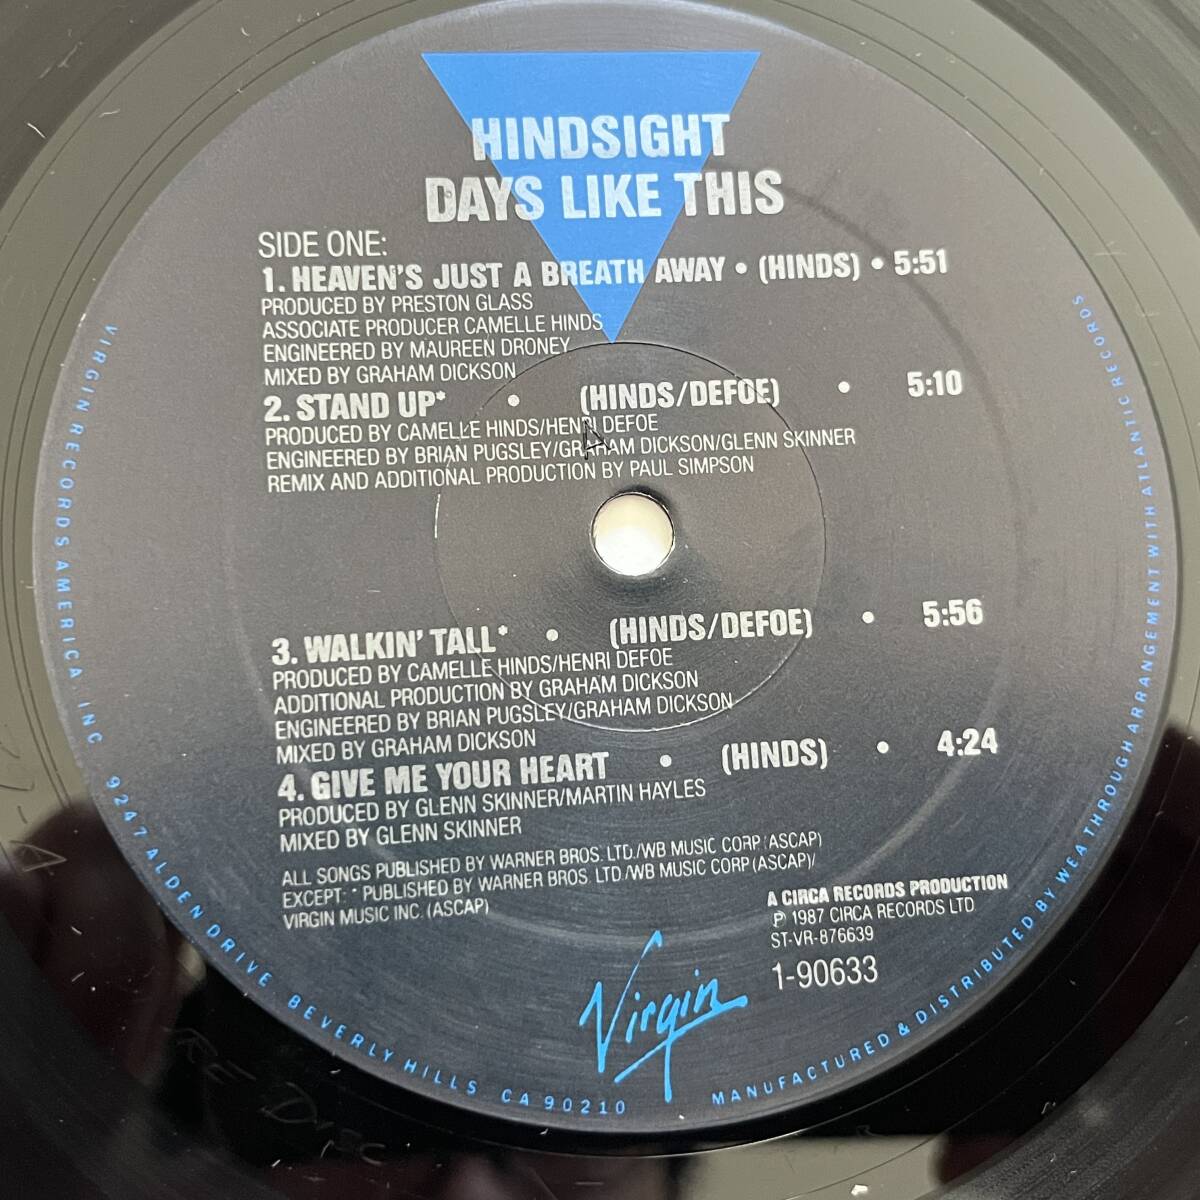 HINDSIGHT
DAYS LIKE THIS
SIDE ONE:
1. HEAVEN'S JUST A BREATH AWAY • (HINDS) • 5:51
PRODUCED BY PRESTON GLASS
ASSOCIATE PRODUCER CAMELLE HINDS
ENGINEERED BY MAUREEN DRONEY
MIXED BY GRAHAM DICKSON
2. STAND UP* • (HINDS/DEFOE) • 5:10
PRODUCED BY CAMELLE HINDS/HENRI DEFOE
ENGINEERED BY BRIAN PUGSLEY/GRAHAM DICKSON/GLENN SKINNER
REMIX AND ADDITIONAL PRODUCTION BY PAUL SIMPSON
3. WALKIN' TALL* • (HINDS/DEFOE) • 5:56
PRODUCED BY CAMELLE HINDS/HENRI DEFOE
ADDITIONAL PRODUCTION BY GRAHAM DICKSON
ENGINEERED BY BRIAN PUGSLEY/GRAHAM DICKSON
MIXED BY GRAHAM DICKSON
4. GIVE ME YOUR HEART • (HINDS) • 4:24
PRODUCED BY GLENN SKINNER/MARTIN HAYLES
MIXED BY GLENN SKINNER
ALL SONGS PUBLISHED BY WARNER BROS. LTD./WB MUSIC CORP (ASCAP)
EXCEPT: * PUBLISHED BY WARNER BROS. LTD./WB MUSIC CORP (ASCAP)/
VIRGIN MUSIC INC. (ASCAP)
A CIRCA RECORDS PRODUCTION
℗ 1987 CIRCA RECORDS LTD
ST-VR-876639
1-90633
Virgin
VIRGIN RECORDS AMERICA, INC 9247 ALDEN DRIVE BEVERLY HILLS CA 90210
MANUFACTURED & DISTRIBUTED BY WEA THROUGH ARRANGEMENT WITH ATLANTIC RECORDS